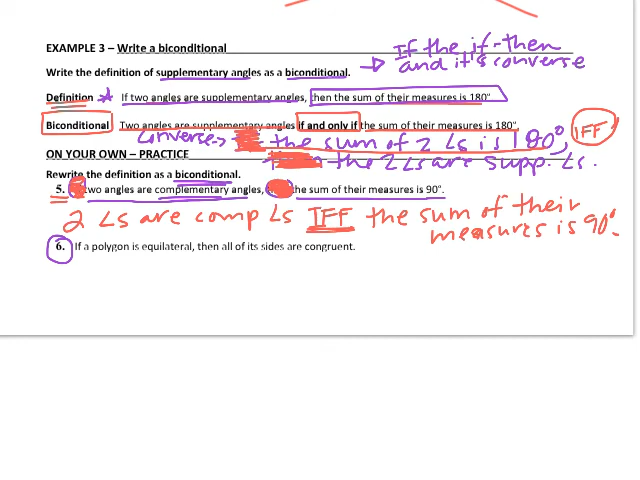 EXAMPLE 3 – Write a biconditional
If the if-then
and it's converse
Write the definition of supplementary angles as a biconditional.
Definition If two angles are supplementary angles, then the sum of their measures is 180°
Biconditional Two angles are supplementary angles if and only if the sum of their measures is 180°
IFF
Converse → the sum of 2 ∠s is 180°
the 2 ∠s are supp. ∠s.
ON YOUR OWN – PRACTICE
Rewrite the definition as a biconditional.
5. two angles are complementary angles, the sum of their measures is 90°.
2 ∠s are comp ∠s IFF the sum of their
measures is 90°
6. If a polygon is equilateral, then all of its sides are congruent.